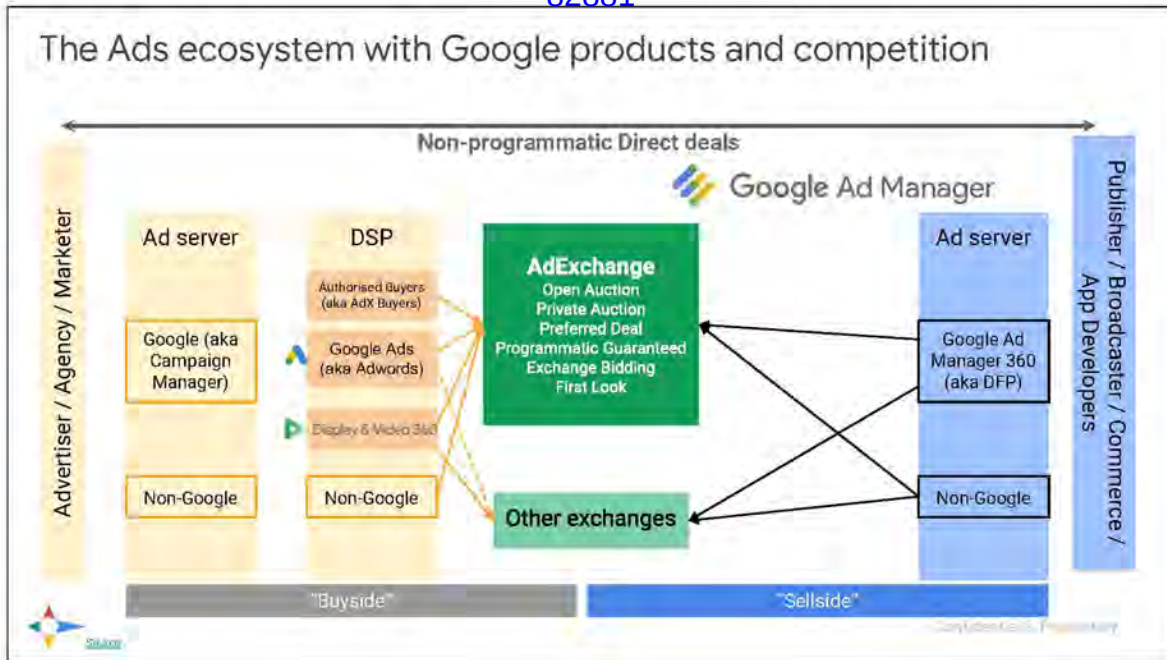 The Ads ecosystem with Google products and competition
Non-programmatic Direct deals
Google Ad Manager
Advertiser / Agency / Marketer
Ad server
Google (aka
Campaign
Manager)
Non-Google
DSP
Authorised Buyers
(aka AdX Buyers)
Google Ads
(aka Adwords)
Display & Video 360
Non-Google
AdExchange
Open Auction
Private Auction
Preferred Deal
Programmatic Guaranteed
Exchange Bidding
First Look
Other exchanges
Ad server
Google Ad
Manager 360
(aka DFP)
Non-Google
Publisher / Broadcaster / Commerce /
App Developers
"Buyside"
"Sellside"
Proprietary